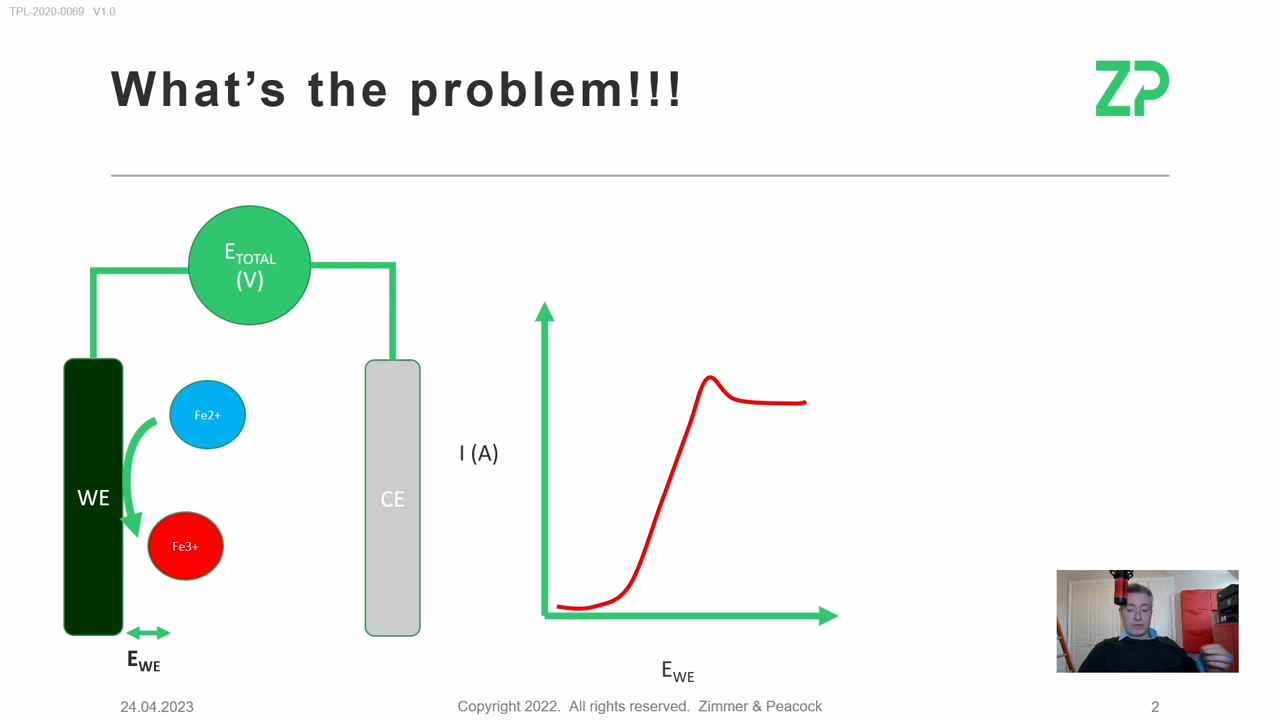 TPL-2020-0069 V1.0
What's the problem!!!
ZP
ETOTAL
(V)
Fe2+
WE
CE
Fe3+
EWE
I (A)
EWE
24.04.2023
Copyright 2022. All rights reserved. Zimmer & Peacock
2